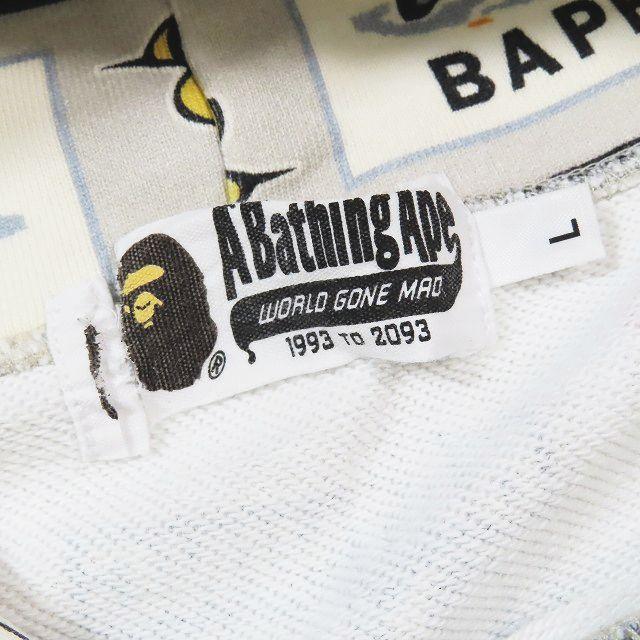 BAPE
A Bathing Ape
WORLD GONE MAD
1993 TO 2093
®
L